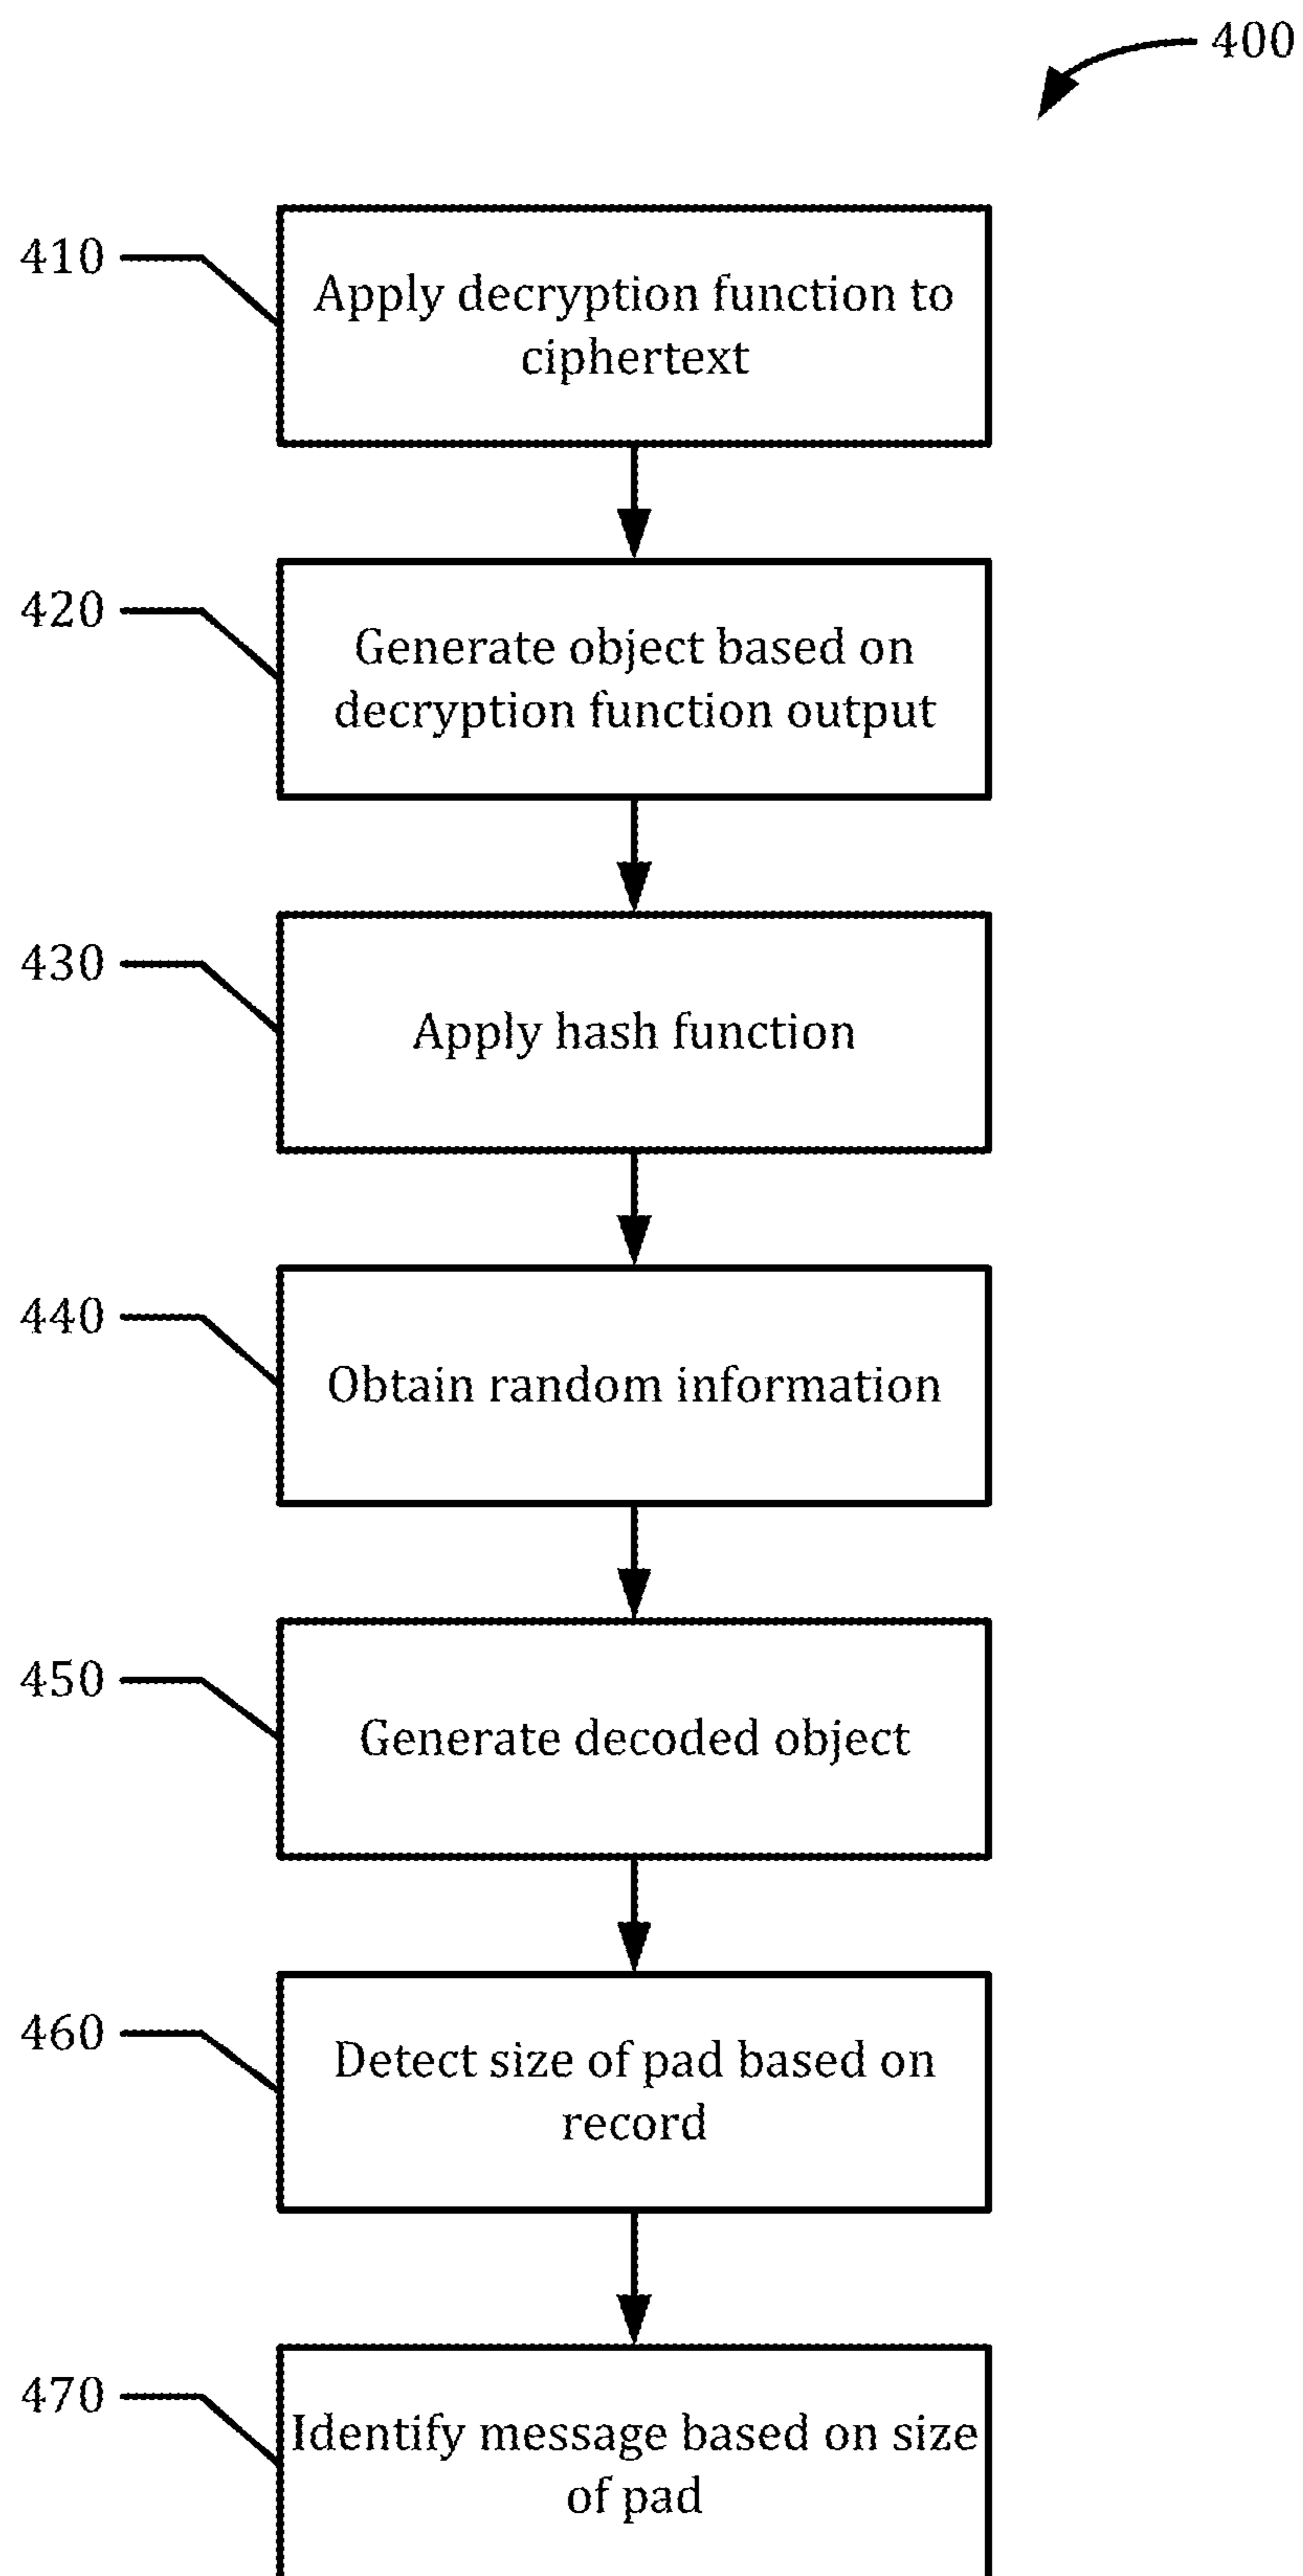 400
410
Apply decryption function to
ciphertext
420
Generate object based on
decryption function output
430
Apply hash function
440
Obtain random information
450
Generate decoded object
460
Detect size of pad based on
record
470
Identify message based on size
of pad